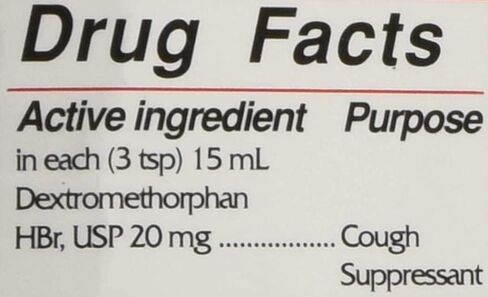 Drug Facts
Active ingredient Purpose
in each (3 tsp) 15 mL
Dextromethorphan
HBr, USP 20 mg ................. Cough
Suppressant